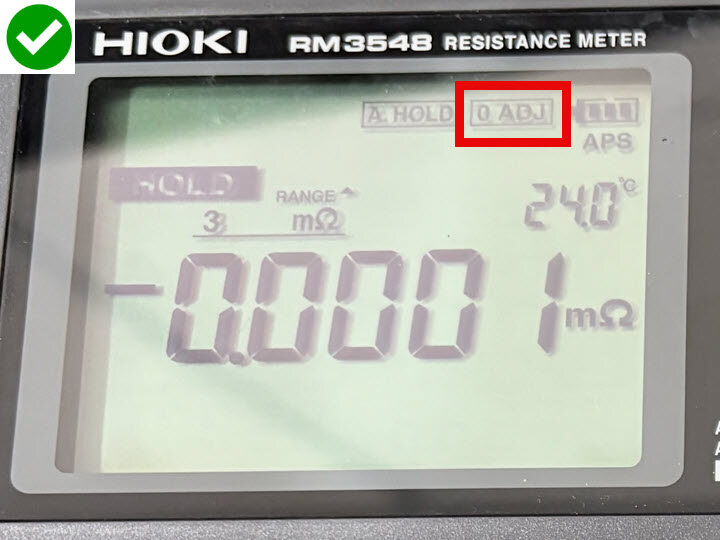 HIOKI RM3548 RESISTANCE METER
A. HOLD 0 ADJ
APS
HOLD RANGE 24.0 °C
3 mΩ
-0.0001 mΩ